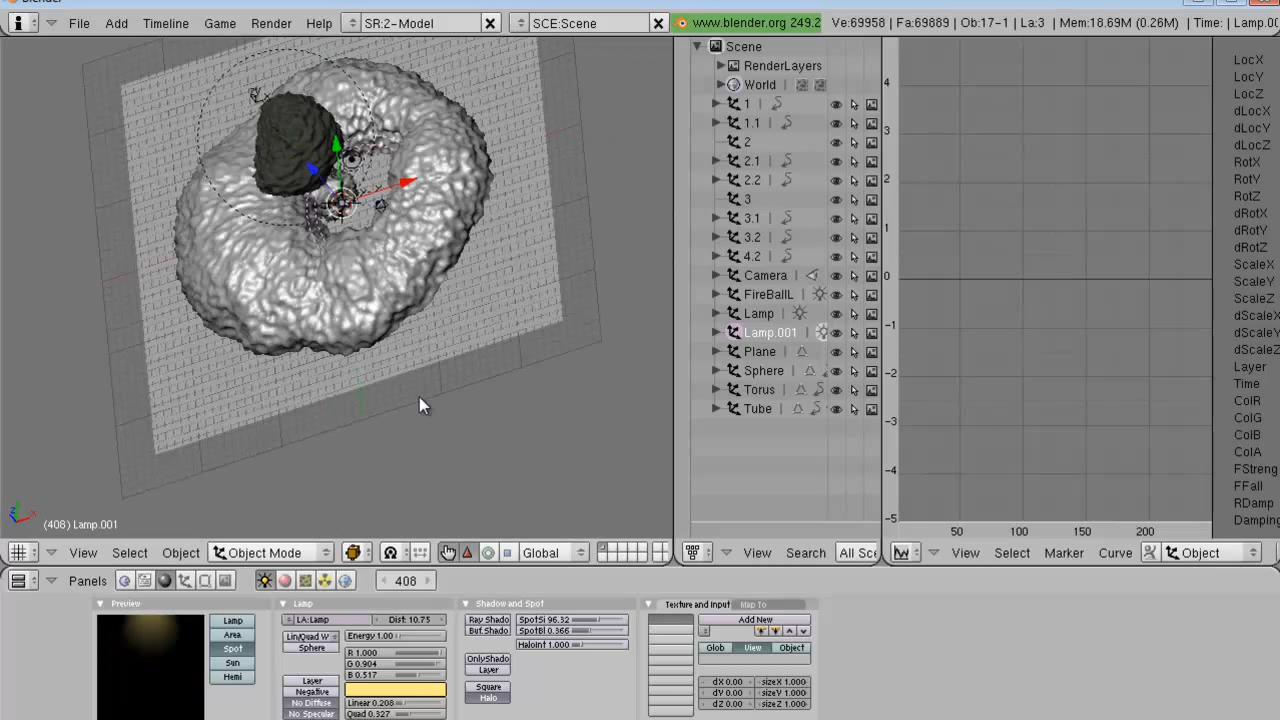 Blender
File Add Timeline Game Render Help SR:2-Model SCE:Scene www.blender.org 249.2 Ve:69958 | Fa:69889 | Ob:17-1 | La:3 | Mem:18.69M (0.26M) | Time: | Lamp.0
Scene
RenderLayers
World
1
1.1
2
2.1
2.2
3
3.1
3.2
4.2
Camera
FireBallL
Lamp
Lamp.001
Plane
Sphere
Torus
Tube
4
3
2
1
0
-1
-2
-3
-4
-5
50 100 150 200
LocX
LocY
LocZ
dLocX
dLocY
dLocZ
RotX
RotY
RotZ
dRotX
dRotY
dRotZ
ScaleX
ScaleY
ScaleZ
dScaleX
dScaleY
dScaleZ
Layer
Time
ColR
ColG
ColB
ColA
FStreng
FFall
RDamp
Damping
(408) Lamp.001
View Select Object Object Mode Global View Search All Sce View Select Marker Curve Object
Panels 408
Preview
Lamp
Area
Spot
Sun
Hemi
Lamp
LA:Lamp Dist: 10.75
Lin/Quad W Energy 1.00
Sphere
R 1.000
G 0.904
B 0.517
Layer
Negative
No Diffuse Linear 0.208
No Specular Quad 0.327
Shadow and Spot
Ray Shado SpotSi 96.32
Buf.Shado SpotBl 0.366
HaloInt 1.000
OnlyShado
Layer
Square
Halo
Texture and Input Map To
Add New
Glob View Object
dX 0.00 sizeX 1.000
dY 0.00 sizeY 1.000
dZ 0.00 sizeZ 1.000